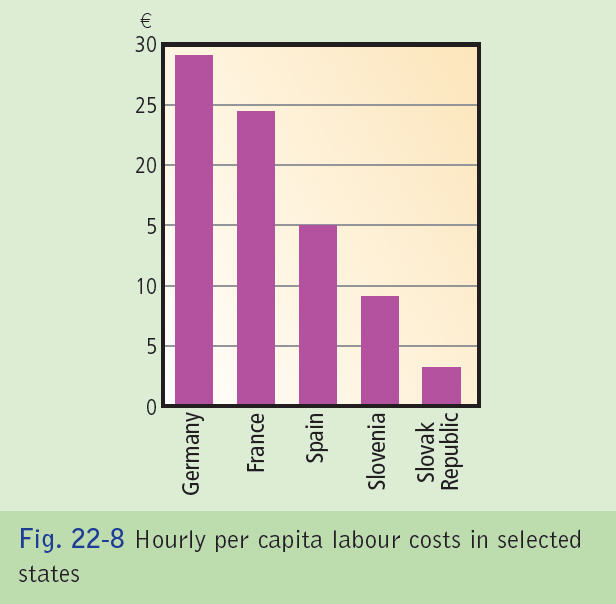 €
30
25
20
5
10
5
0
Germany
France
Spain
Slovenia
Slovak
Republic
Fig. 22-8 Hourly per capita labour costs in selected
states